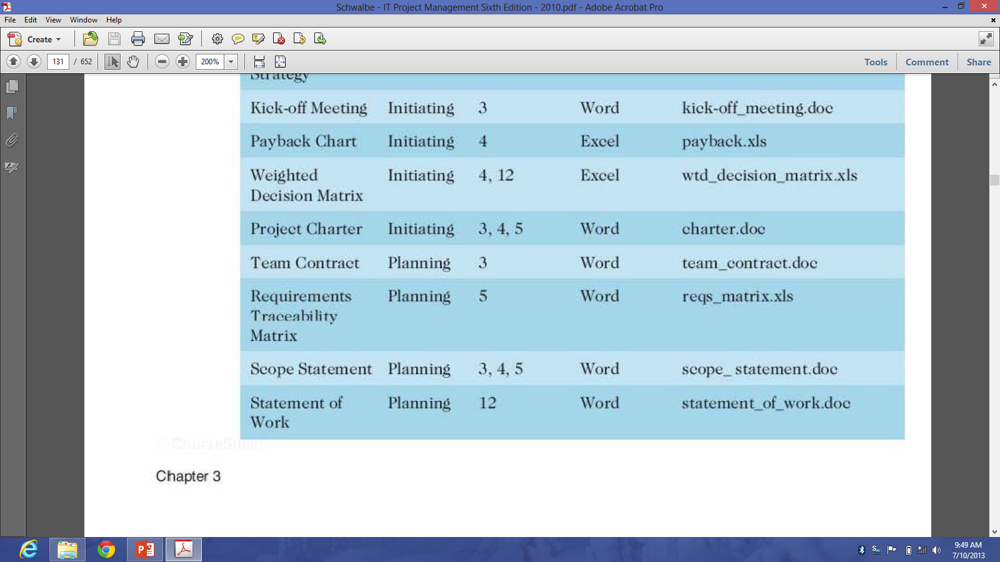 Schwalbe - IT Project Management Sixth Edition - 2010.pdf - Adobe Acrobat Pro
File Edit View Window Help
Create
131 / 652 200% Tools Comment Share
Strategy
Kick-off Meeting Initiating 3 Word kick-off_meeting.doc
Payback Chart Initiating 4 Excel payback.xls
Weighted Initiating 4, 12 Excel wtd_decision_matrix.xls
Decision Matrix
Project Charter Initiating 3, 4, 5 Word charter.doc
Team Contract Planning 3 Word team_contract.doc
Requirements Planning 5 Word reqs_matrix.xls
Traceability
Matrix
Scope Statement Planning 3, 4, 5 Word scope_ statement.doc
Statement of Planning 12 Word statement_of_work.doc
Work
© CourseSmart
Chapter 3
9:49 AM
7/10/2013